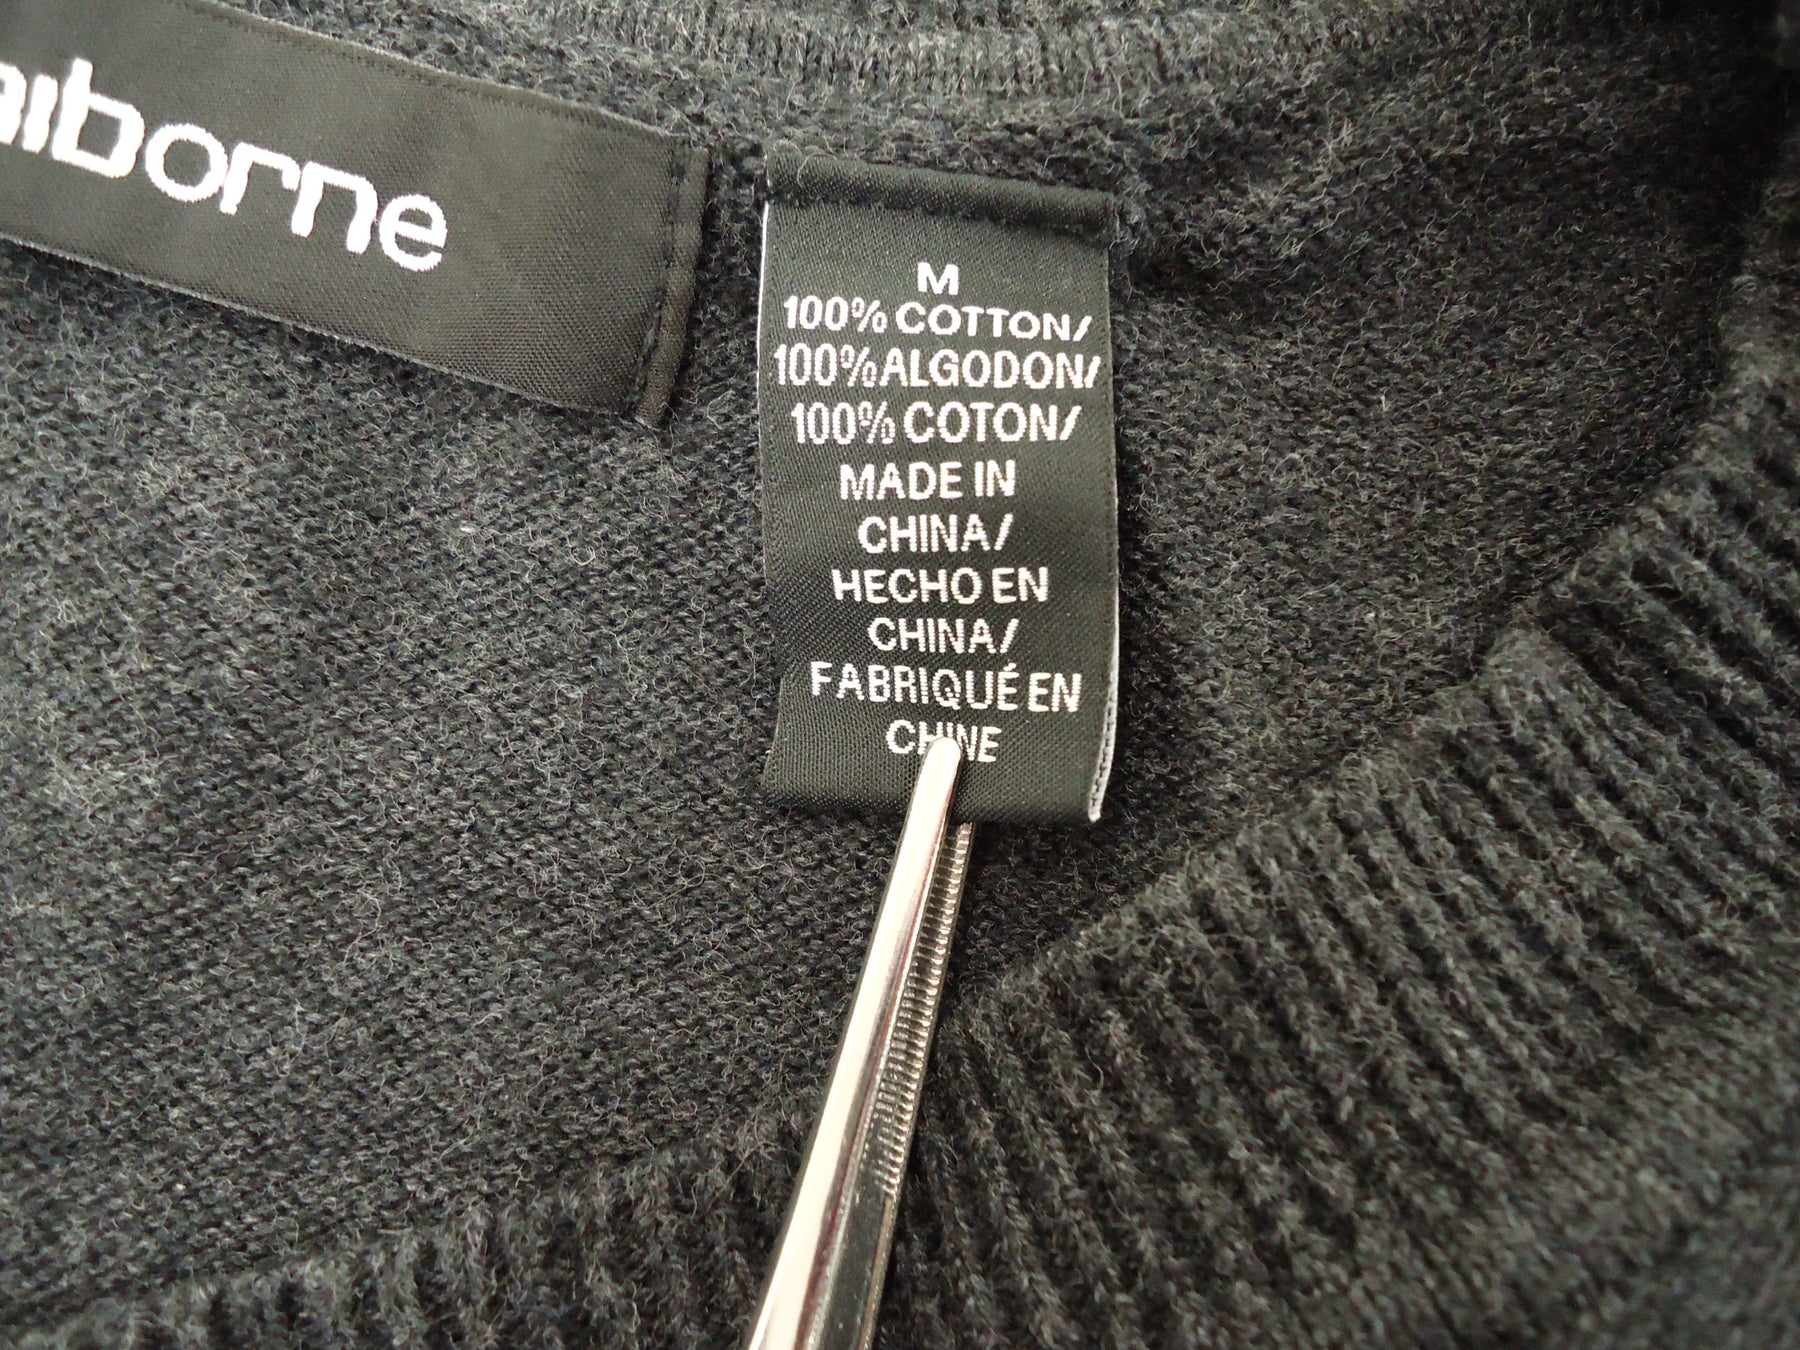 aiborne
M
100% COTTON/
100% ALGODON/
100% COTON/
MADE IN
CHINA/
HECHO EN
CHINA/
FABRIQUÉ EN
CHINE